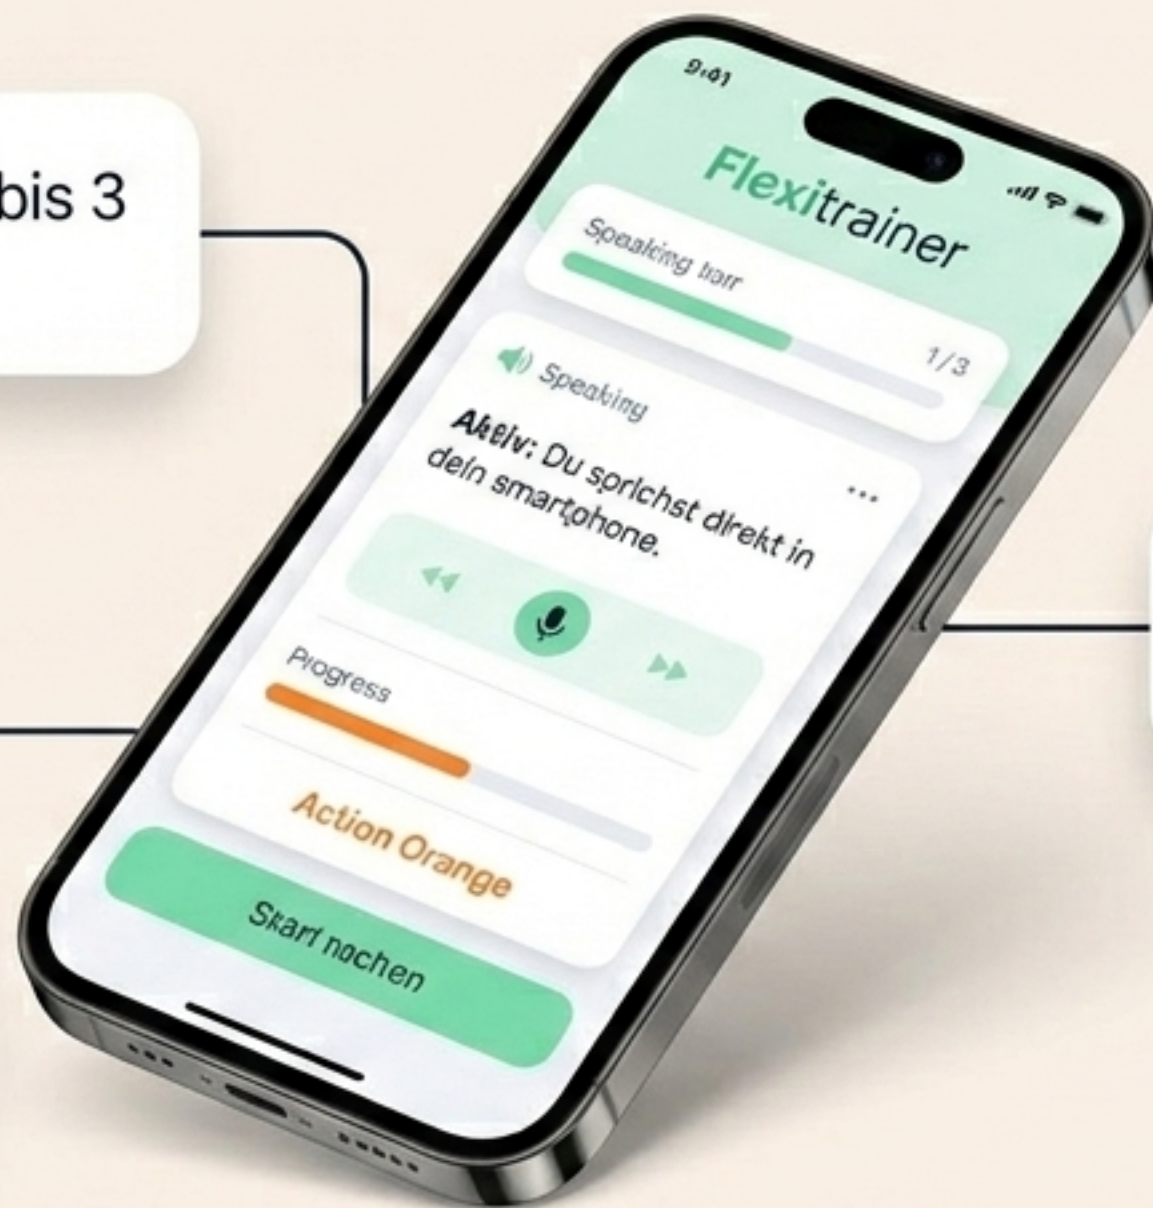 bis 3
9:41
Flexitrainer
Speaking barr
1/3
Speaking
Aktiv: Du sprichst direkt in
dein smartphone.
Progress
Action Orange
Skarf nochen